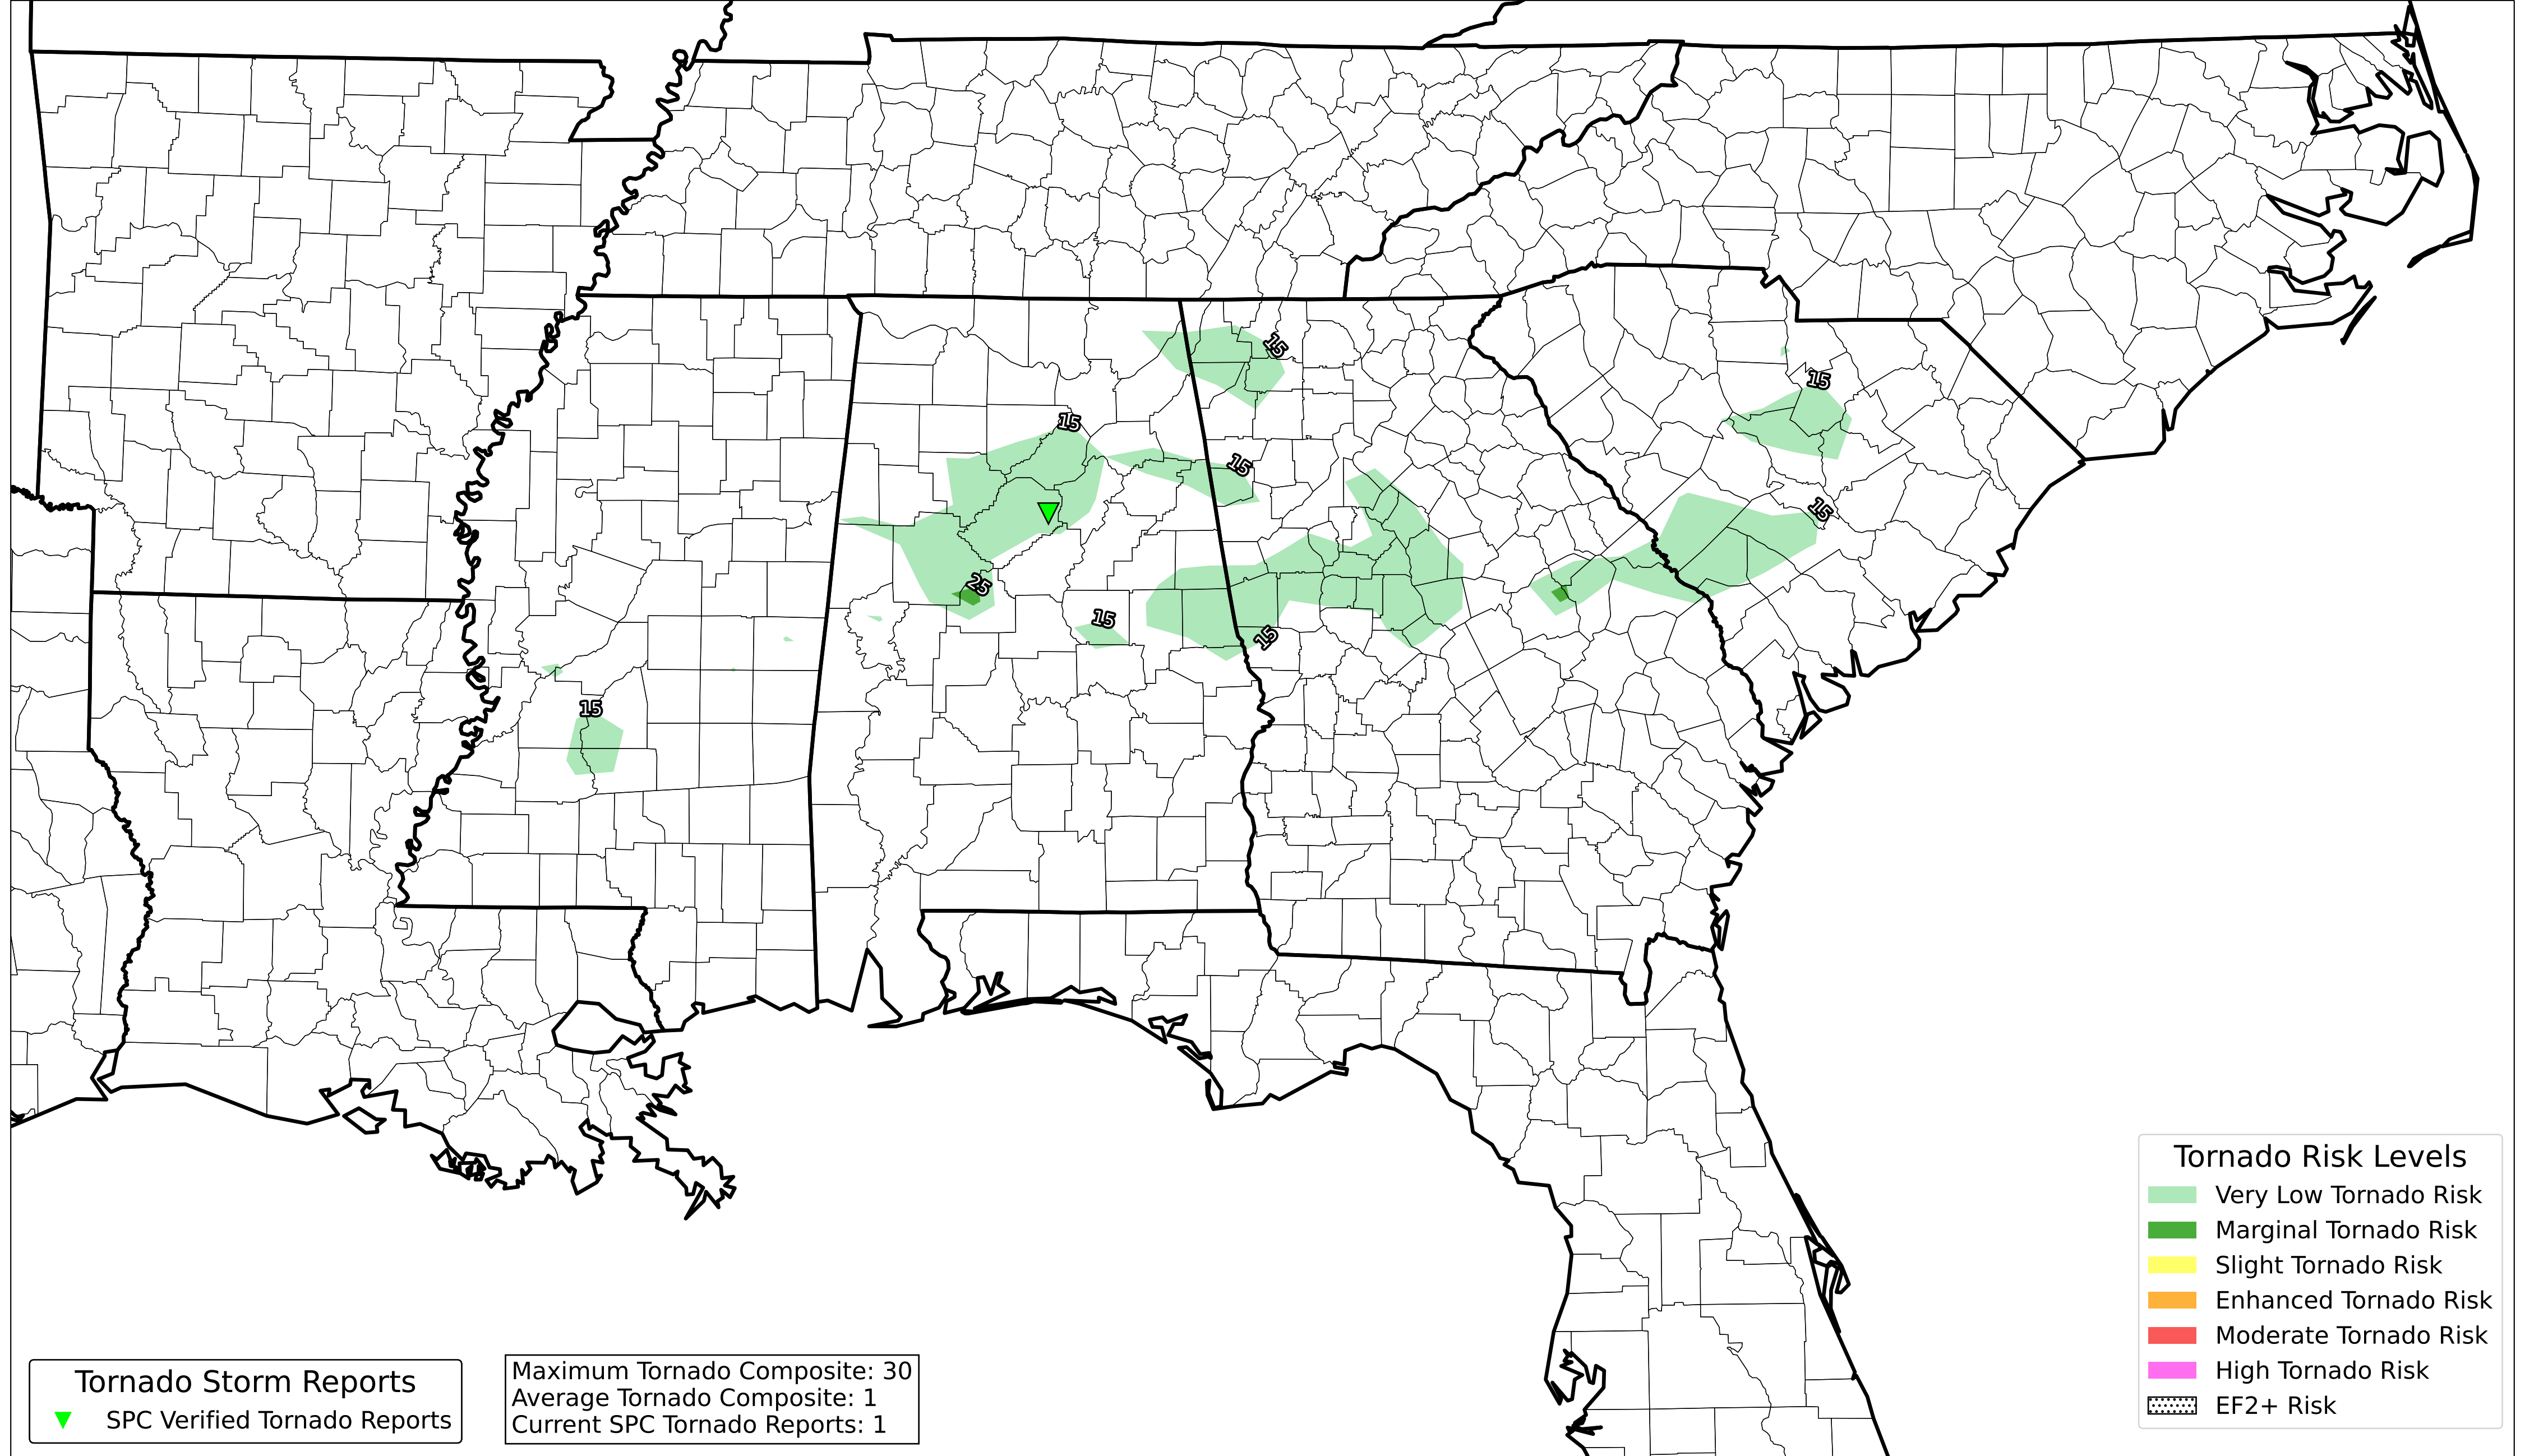 15
15
15
15
15
25
15
15
15
Tornado Storm Reports
SPC Verified Tornado Reports
Maximum Tornado Composite: 30
Average Tornado Composite: 1
Current SPC Tornado Reports: 1
Tornado Risk Levels
Very Low Tornado Risk
Marginal Tornado Risk
Slight Tornado Risk
Enhanced Tornado Risk
Moderate Tornado Risk
High Tornado Risk
EF2+ Risk